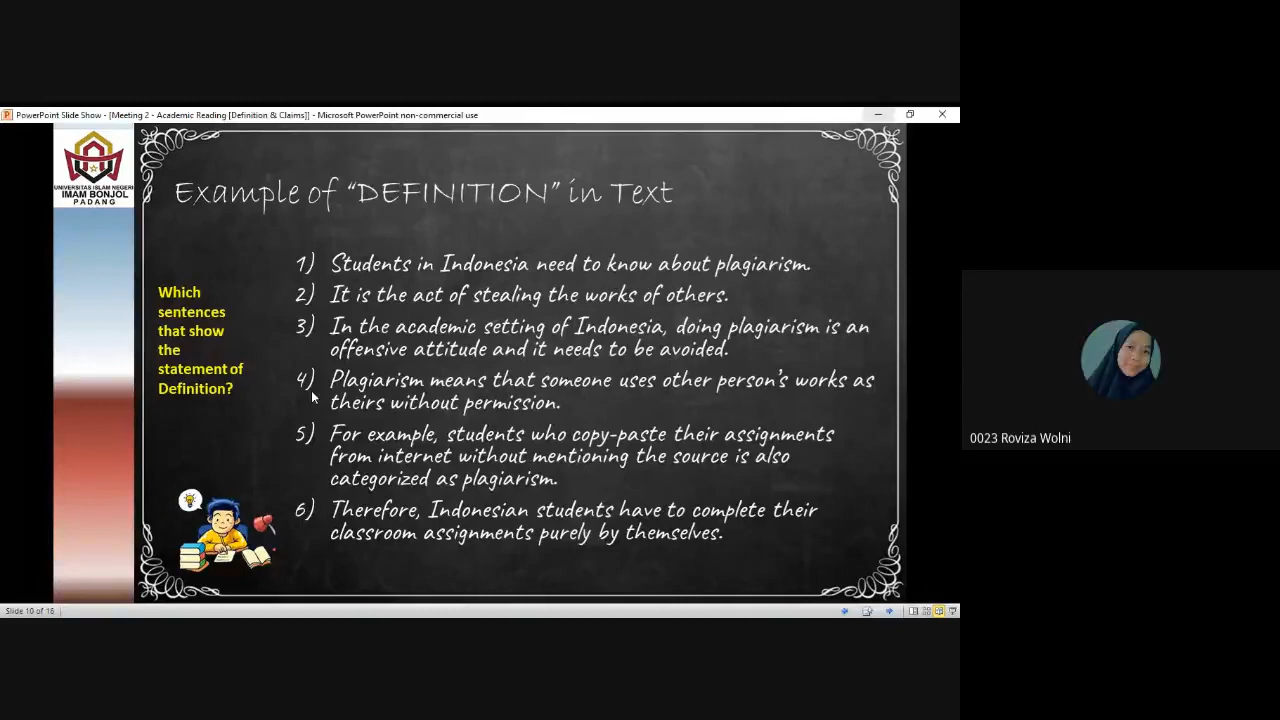 PowerPoint Slide Show - [Meeting 2 - Academic Reading [Definition & Claims]] - Microsoft PowerPoint non-commercial use
UNIVERSITAS ISLAM NEGERI
IMAM BONJOL
PADANG
Example of “DEFINITION” in Text
Which
sentences
that show
the
statement of
Definition?
1) Students in Indonesia need to know about plagiarism.
2) It is the act of stealing the works of others.
3) In the academic setting of Indonesia, doing plagiarism is an
offensive attitude and it needs to be avoided.
4) Plagiarism means that someone uses other person’s works as
theirs without permission.
5) For example, students who copy-paste their assignments
from internet without mentioning the source is also
categorized as plagiarism.
6) Therefore, Indonesian students have to complete their
classroom assignments purely by themselves.
Slide 10 of 16
0023 Roviza Wolni